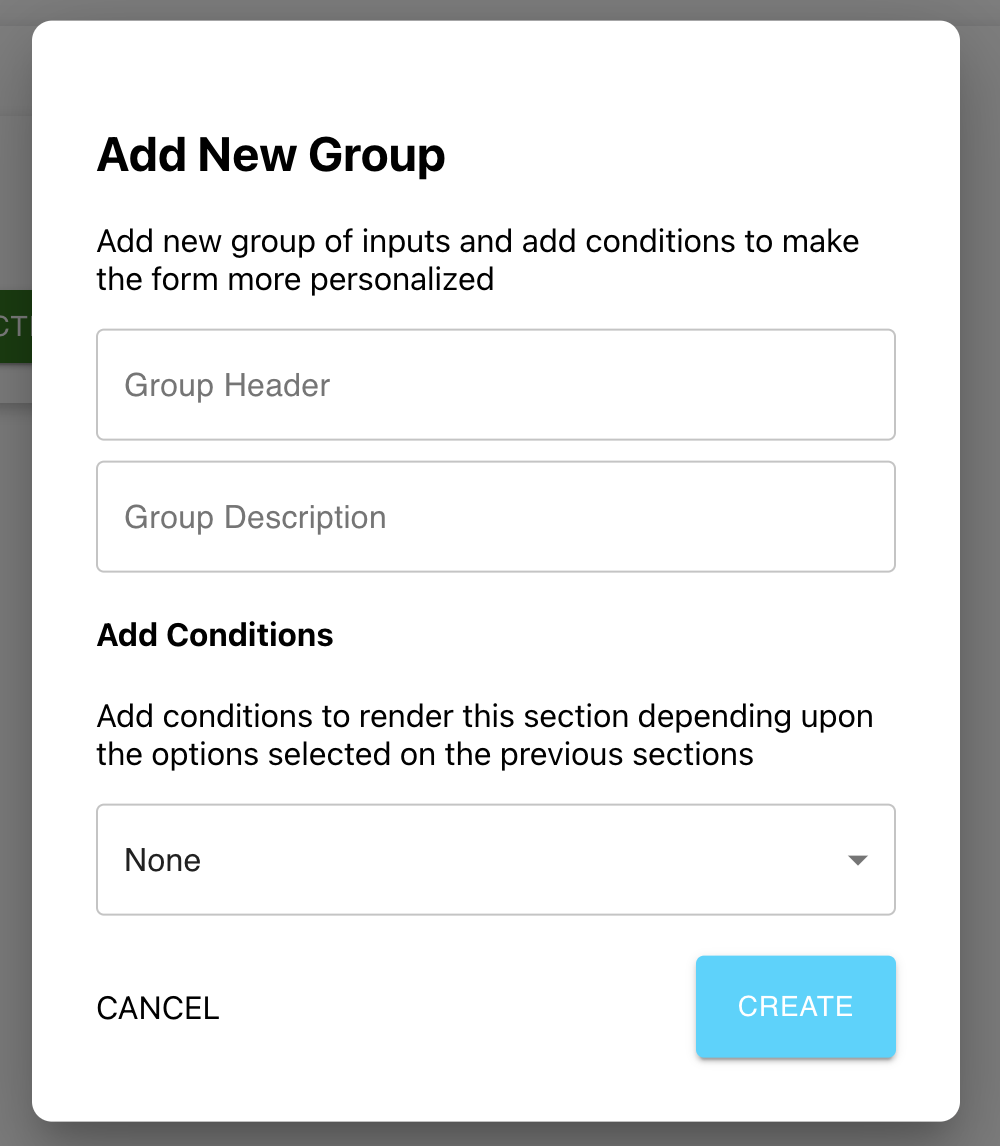 Add New Group
Add new group of inputs and add conditions to make
the form more personalized
Group Header
Group Description
Add Conditions
Add conditions to render this section depending upon
the options selected on the previous sections
None
CANCEL
CREATE